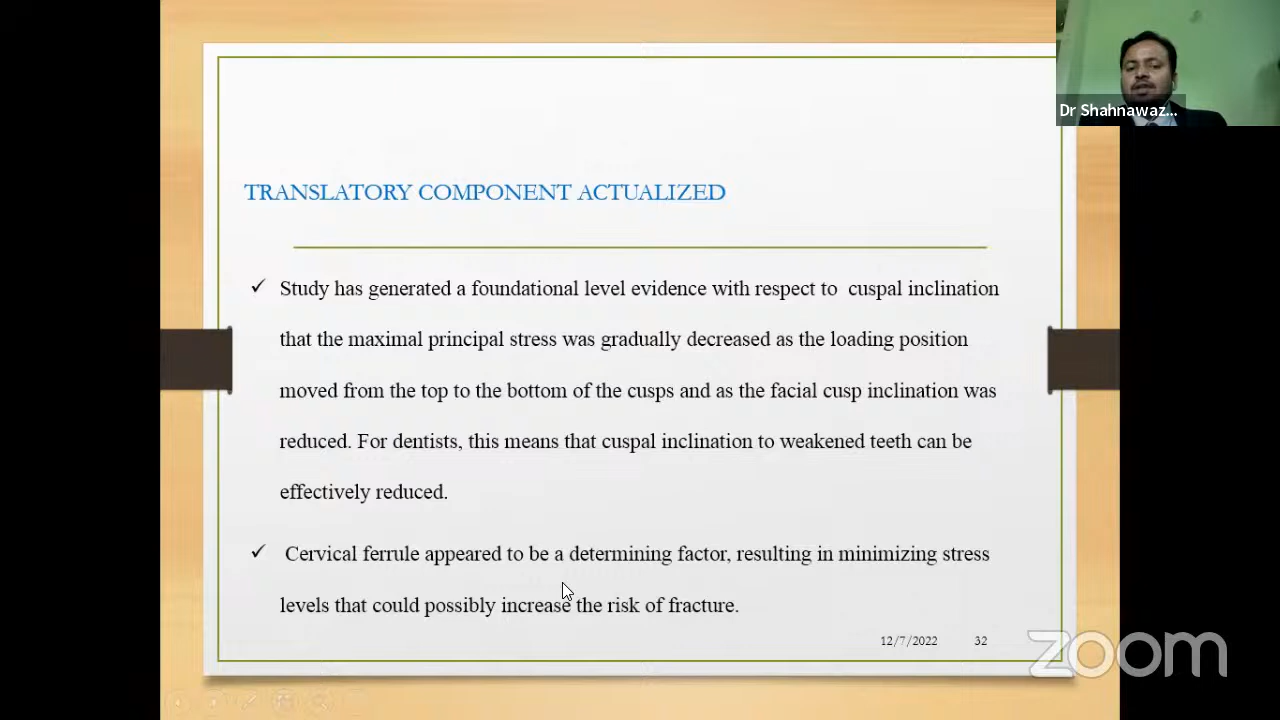 Dr Shahnawaz...
TRANSLATORY COMPONENT ACTUALIZED
✓ Study has generated a foundational level evidence with respect to cuspal inclination
that the maximal principal stress was gradually decreased as the loading position
moved from the top to the bottom of the cusps and as the facial cusp inclination was
reduced. For dentists, this means that cuspal inclination to weakened teeth can be
effectively reduced.
✓ Cervical ferrule appeared to be a determining factor, resulting in minimizing stress
levels that could possibly increase the risk of fracture.
12/7/2022 32
zoom